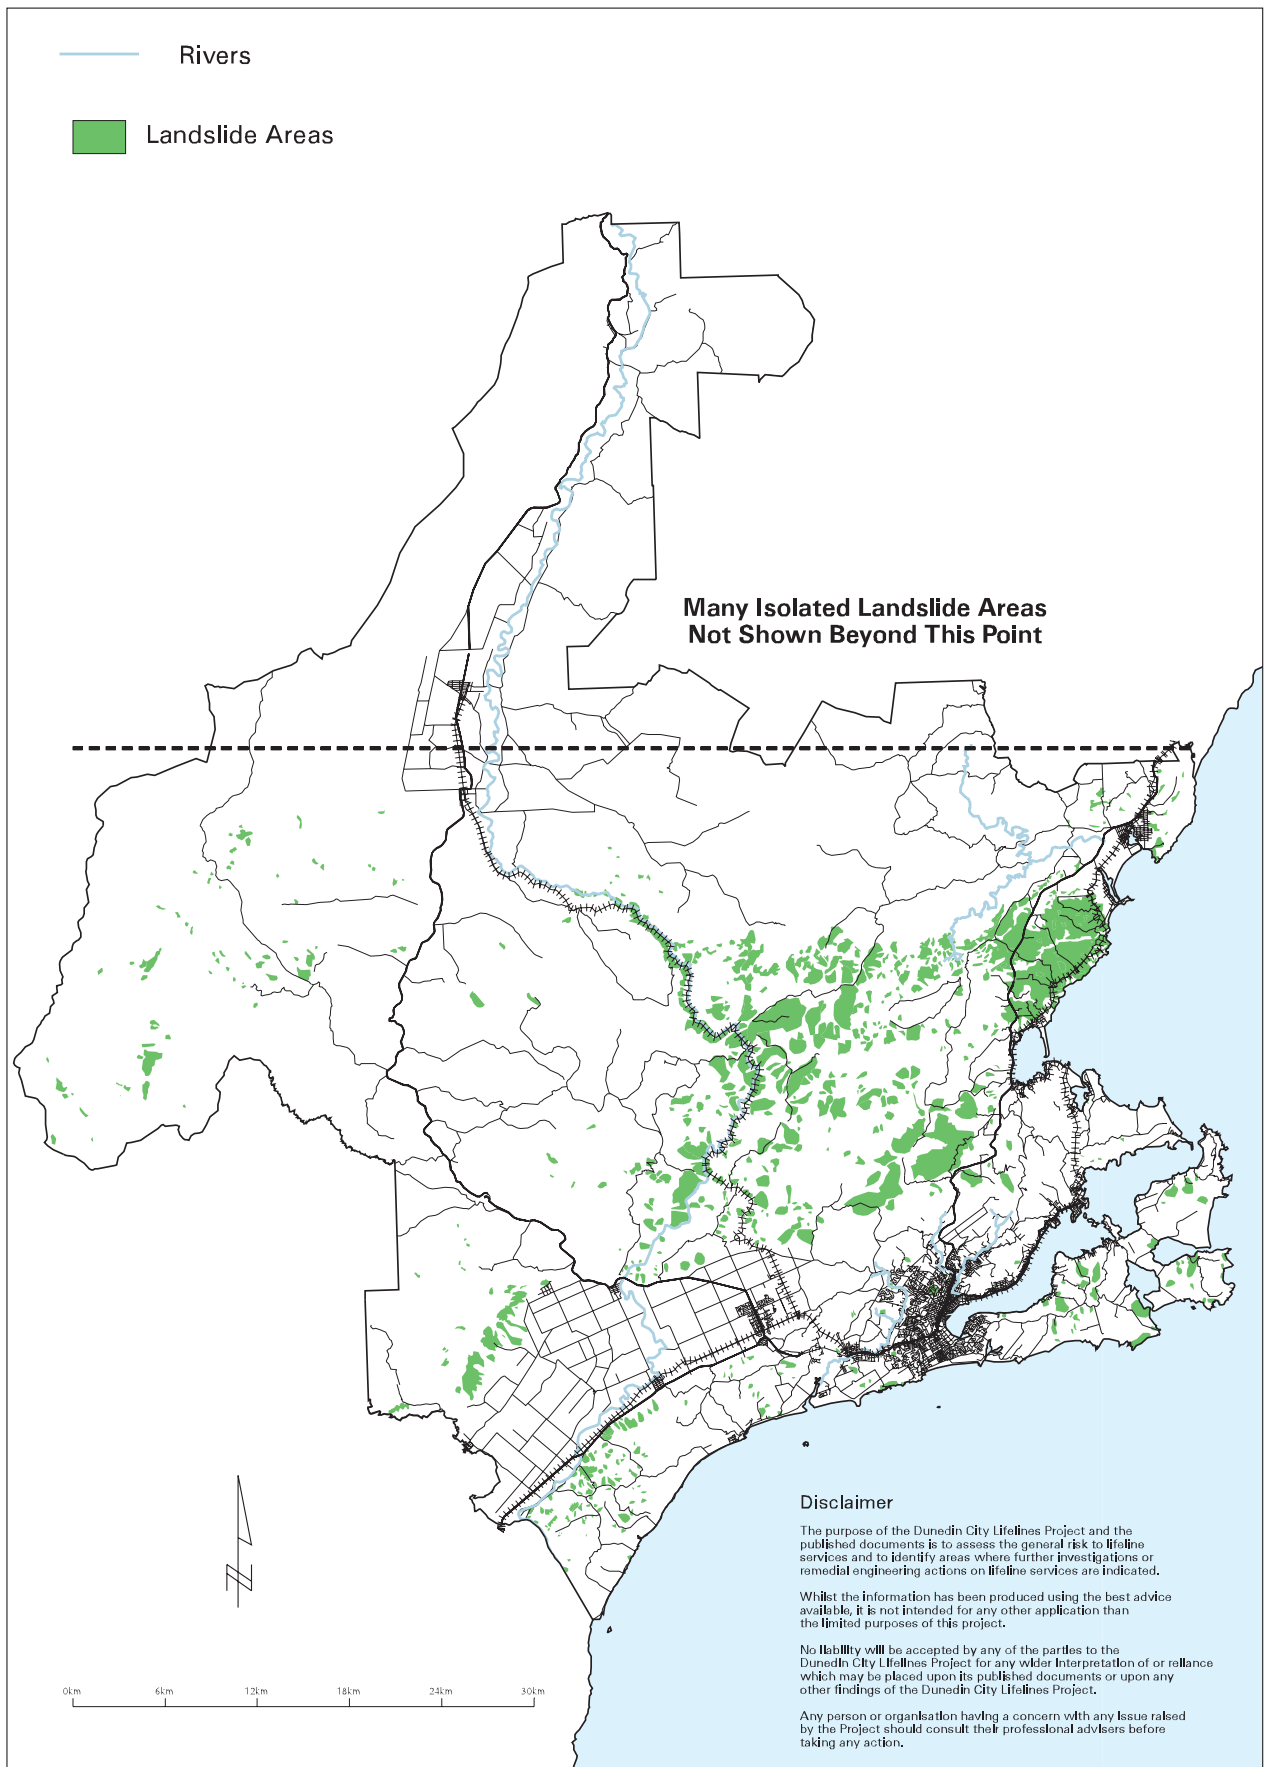 Rivers
Landslide Areas
Many Isolated Landslide Areas
Not Shown Beyond This Point
Disclaimer
The purpose of the Dunedin City Lifelines Project and the
published documents is to assess the general risk to lifeline
services and to identify areas where further investigations or
remedial engineering actions on lifeline services are indicated.
Whilst the information has been produced using the best advice
available, it is not intended for any other application than
the limited purposes of this project.
No liability will be accepted by any of the parties to the
Dunedin City Lifelines Project for any wider interpretation of or reliance
which may be placed upon its published documents or upon any
other findings of the Dunedin City Lifelines Project.
Any person or organisation having a concern with any issue raised
by the Project should consult their professional advisers before
taking any action.
0km 6km 12km 18km 24km 30km